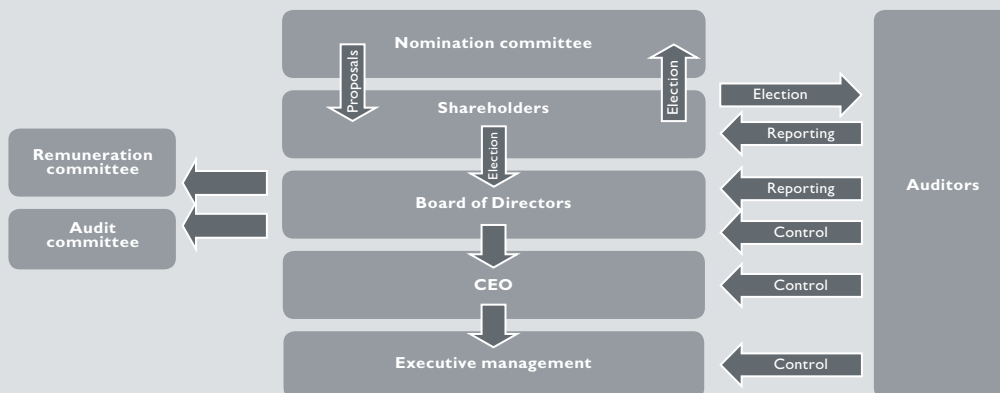 Nomination committee
Proposals
Election
Shareholders
Election
Election
Reporting
Remuneration
committee
Audit
committee
Board of Directors
Reporting
Control
Auditors
CEO
Control
Executive management
Control